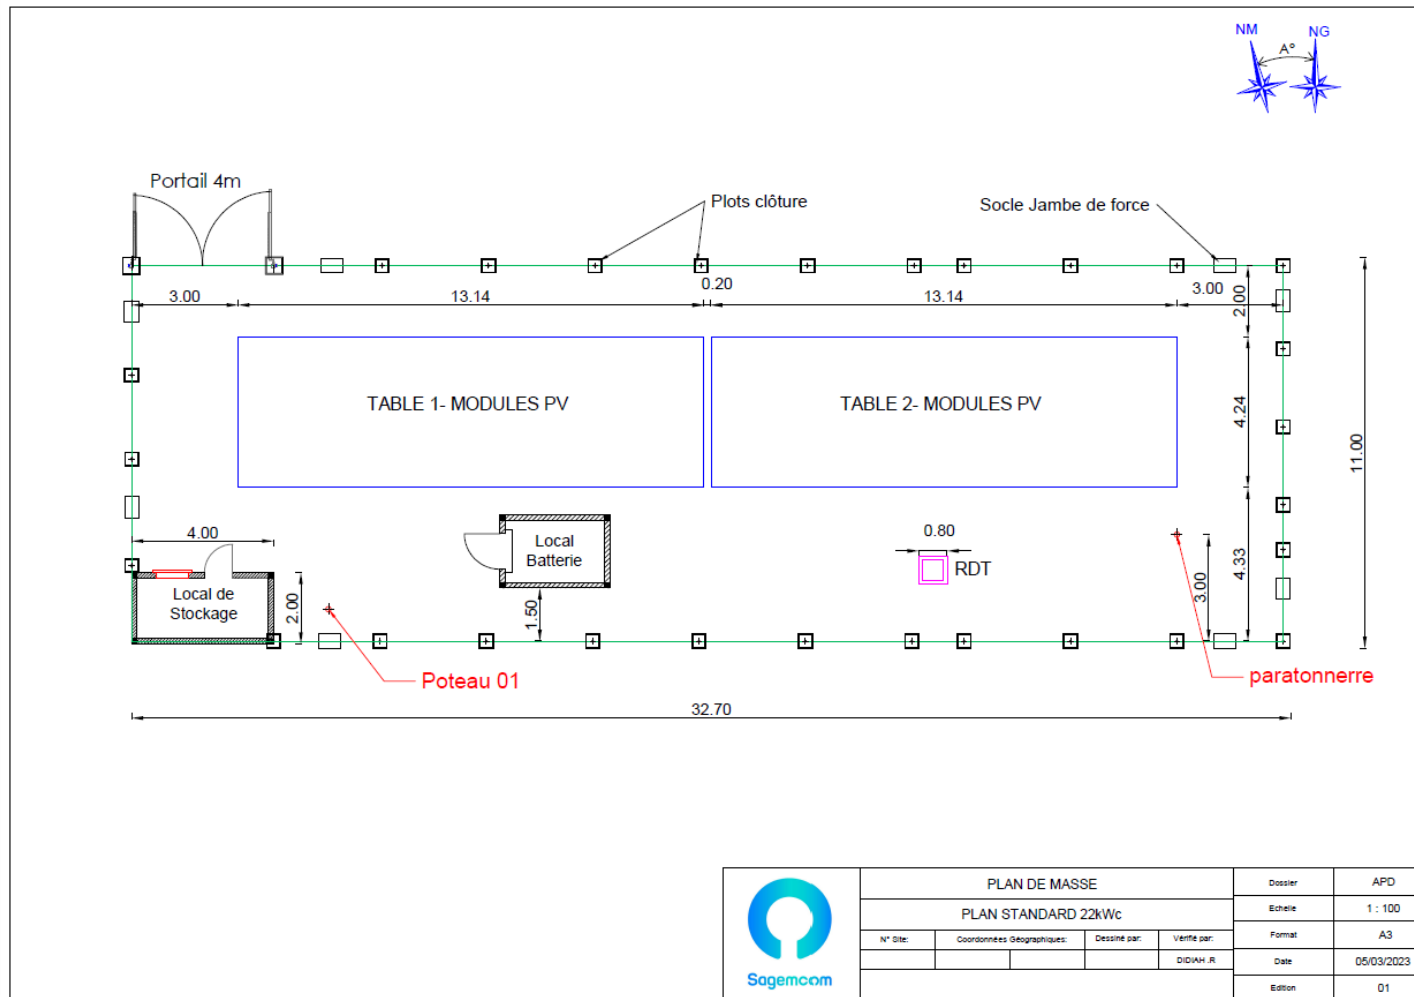 NM
NG
A°
Portail 4m
Plots clôture
Socle Jambe de force
3.00
13.14
0.20
13.14
3.00
2.00
TABLE 1- MODULES PV
TABLE 2- MODULES PV
4.24
11.00
4.00
Local
Batterie
0.80
RDT
4.33
3.00
Local de
Stockage
2.00
1.50
Poteau 01
paratonnerre
32.70
Sagemcom
PLAN DE MASSE
PLAN STANDARD 22kWc
N° Site:
Coordonnées Géographiques:
Dessiné par:
Vérifié par:
DIDIAH .R
Dossier
APD
Echelle
1 : 100
Format
A3
Date
05/03/2023
Edition
01